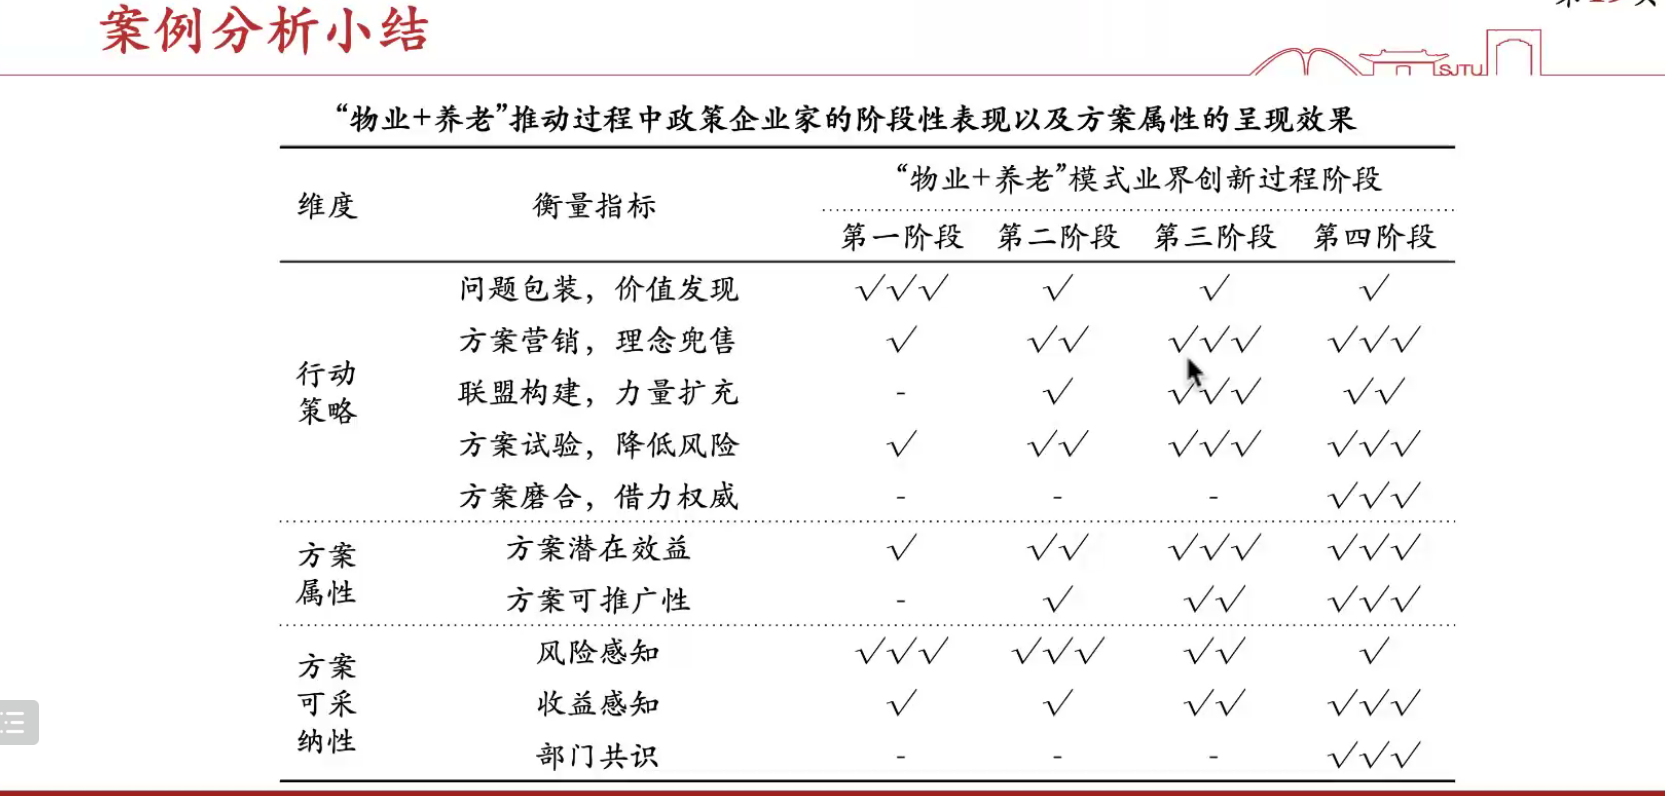 案例分析小结
SJTU
“物业+养老”推动过程中政策企业家的阶段性表现以及方案属性的呈现效果
维度 衡量指标 “物业+养老”模式业界创新过程阶段
第一阶段 第二阶段 第三阶段 第四阶段
行动策略
问题包装，价值发现 √√√ √ √ √
方案营销，理念兜售 √ √√ √√√ √√√
联盟构建，力量扩充 - √ √√√ √√
方案试验，降低风险 √ √√ √√√ √√√
方案磨合，借力权威 - - - √√√
方案属性
方案潜在效益 √ √√ √√√ √√√
方案可推广性 - √ √√ √√√
方案可采纳性
风险感知 √√√ √√√ √√ √
收益感知 √ √ √√ √√√
部门共识 - - - √√√